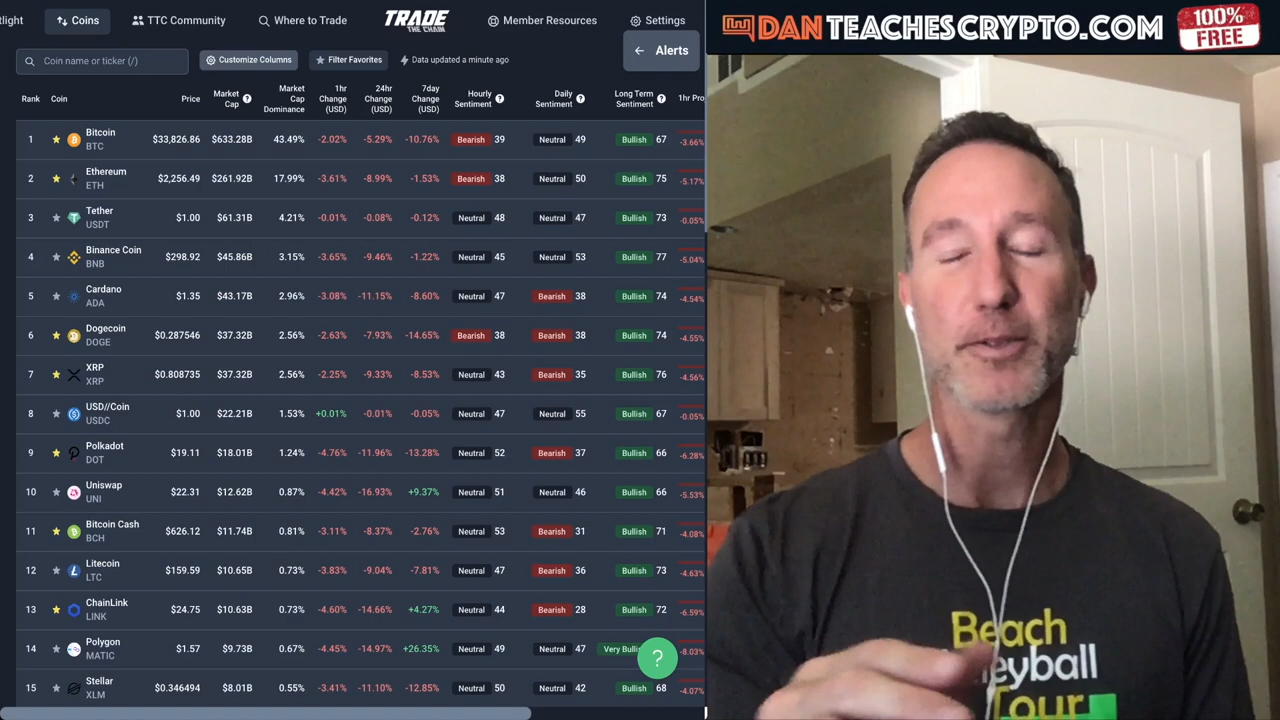 tlight
Coins
TTC Community
Where to Trade
TRADE
THE CHAIN
Member Resources
Settings
Coin name or ticker (/)
Customize Columns
Filter Favorites
Data updated a minute ago
Alerts
Rank Coin Price Market Cap Market Cap Dominance 1hr Change (USD) 24hr Change (USD) 7day Change (USD) Hourly Sentiment Daily Sentiment Long Term Sentiment 1hr Pro
1 Bitcoin BTC $33,826.86 $633.28B 43.49% -2.02% -5.29% -10.76% Bearish 39 Neutral 49 Bullish 67 -3.66%
2 Ethereum ETH $2,256.49 $261.92B 17.99% -3.61% -8.99% -1.53% Bearish 38 Neutral 50 Bullish 75 -5.17%
3 Tether USDT $1.00 $61.31B 4.21% -0.01% -0.08% -0.12% Neutral 48 Neutral 47 Bullish 73 -0.05%
4 Binance Coin BNB $298.92 $45.86B 3.15% -3.65% -9.46% -1.22% Neutral 45 Neutral 53 Bullish 77 -5.04%
5 Cardano ADA $1.35 $43.17B 2.96% -3.08% -11.15% -8.60% Neutral 47 Bearish 38 Bullish 74 -4.54%
6 Dogecoin DOGE $0.287546 $37.32B 2.56% -2.63% -7.93% -14.65% Bearish 38 Bearish 38 Bullish 74 -4.55%
7 XRP XRP $0.808735 $37.32B 2.56% -2.25% -9.33% -8.53% Neutral 43 Bearish 35 Bullish 76 -4.56%
8 USD//Coin USDC $1.00 $22.21B 1.53% +0.01% -0.01% -0.05% Neutral 47 Neutral 55 Bullish 67 -0.05%
9 Polkadot DOT $19.11 $18.01B 1.24% -4.76% -11.96% -13.28% Neutral 52 Bearish 37 Bullish 66 -6.28%
10 Uniswap UNI $22.31 $12.62B 0.87% -4.42% -16.93% +9.37% Neutral 51 Neutral 46 Bullish 66 -5.53%
11 Bitcoin Cash BCH $626.12 $11.74B 0.81% -3.11% -8.37% -2.76% Neutral 53 Bearish 31 Bullish 71 -4.08%
12 Litecoin LTC $159.59 $10.65B 0.73% -3.83% -9.04% -7.81% Neutral 47 Bearish 36 Bullish 73 -4.63%
13 ChainLink LINK $24.75 $10.63B 0.73% -4.60% -14.66% +4.27% Neutral 44 Bearish 28 Bullish 72 -6.59%
14 Polygon MATIC $1.57 $9.73B 0.67% -4.45% -14.97% +26.35% Neutral 49 Neutral 47 Very Bulli -8.03%
15 Stellar XLM $0.346494 $8.01B 0.55% -3.41% -11.10% -12.85% Neutral 50 Neutral 42 Bullish 68 -4.07%
?
DAN TEACHESCRYPTO.COM
100%
FREE
Beach
lleyball
Tour